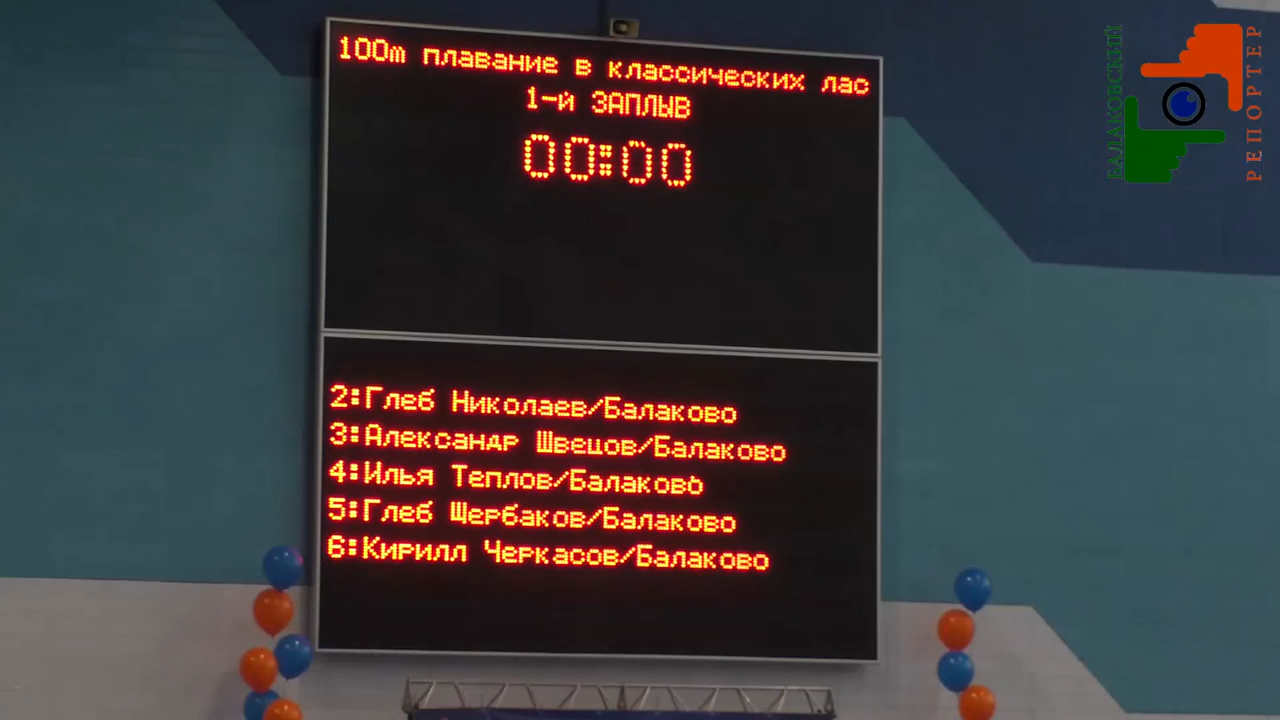 100m плавание в классических лас
1-й ЗАПЛЫВ
00:00
2:Глеб Николаев/Балаково
3:Александр Швецов/Балаково
4:Илья Теплов/Балаково
5:Глеб Щербаков/Балаково
6:Кирилл Черкасов/Балаково
БАЛАКОВСКИЙ
РЕПОРТЕР